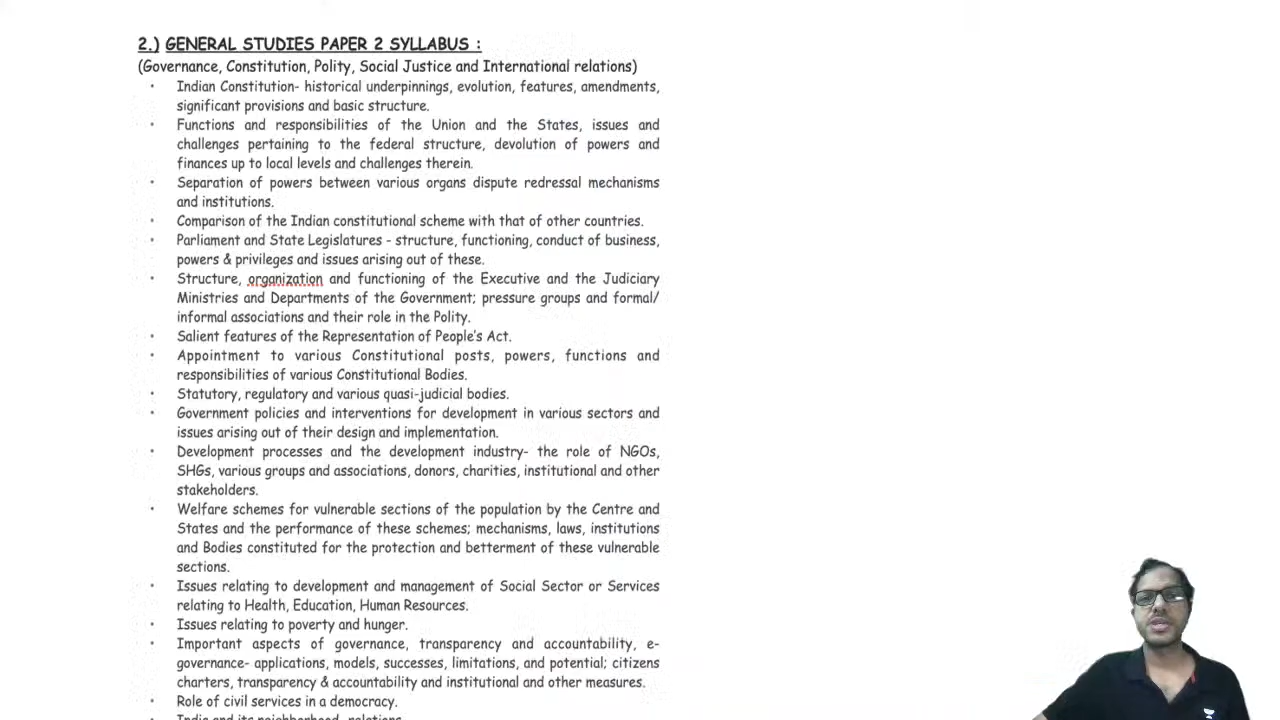 2.) GENERAL STUDIES PAPER 2 SYLLABUS :
(Governance, Constitution, Polity, Social Justice and International relations)
• Indian Constitution- historical underpinnings, evolution, features, amendments,
significant provisions and basic structure.
• Functions and responsibilities of the Union and the States, issues and
challenges pertaining to the federal structure, devolution of powers and
finances up to local levels and challenges therein.
• Separation of powers between various organs dispute redressal mechanisms
and institutions.
• Comparison of the Indian constitutional scheme with that of other countries.
• Parliament and State Legislatures - structure, functioning, conduct of business,
powers & privileges and issues arising out of these.
• Structure, organization and functioning of the Executive and the Judiciary
Ministries and Departments of the Government; pressure groups and formal/
informal associations and their role in the Polity.
• Salient features of the Representation of People's Act.
• Appointment to various Constitutional posts, powers, functions and
responsibilities of various Constitutional Bodies.
• Statutory, regulatory and various quasi-judicial bodies.
• Government policies and interventions for development in various sectors and
issues arising out of their design and implementation.
• Development processes and the development industry- the role of NGOs,
SHGs, various groups and associations, donors, charities, institutional and other
stakeholders.
• Welfare schemes for vulnerable sections of the population by the Centre and
States and the performance of these schemes; mechanisms, laws, institutions
and Bodies constituted for the protection and betterment of these vulnerable
sections.
• Issues relating to development and management of Social Sector or Services
relating to Health, Education, Human Resources.
• Issues relating to poverty and hunger.
• Important aspects of governance, transparency and accountability, e-
governance- applications, models, successes, limitations, and potential; citizens
charters, transparency & accountability and institutional and other measures.
• Role of civil services in a democracy.
• India and its neighborhood- relations.